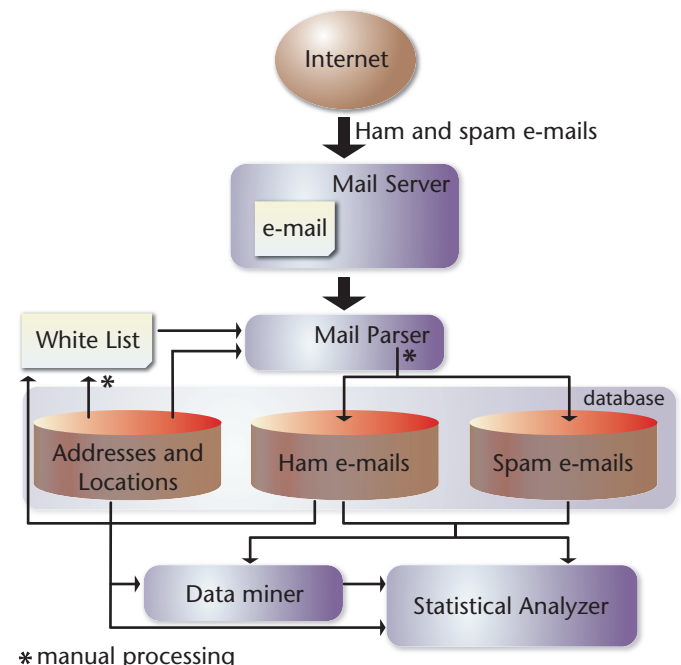 Internet
Ham and spam e-mails
Mail Server
e-mail
White List
Mail Parser
*
*
database
Addresses and
Locations
Ham e-mails
Spam e-mails
Data miner
Statistical Analyzer
* manual processing